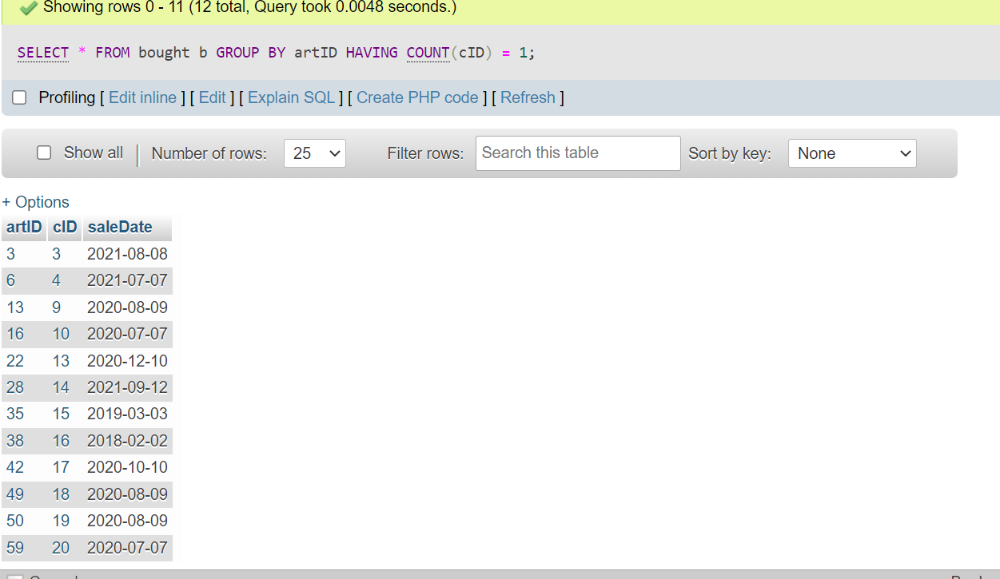 Showing rows 0 - 11 (12 total, Query took 0.0048 seconds.)
SELECT * FROM bought b GROUP BY artID HAVING COUNT(cID) = 1;
Profiling [ Edit inline ] [ Edit ] [ Explain SQL ] [ Create PHP code ] [ Refresh ]
Show all | Number of rows: 25 Filter rows: Search this table Sort by key: None
+ Options
artID cID saleDate
3 3 2021-08-08
6 4 2021-07-07
13 9 2020-08-09
16 10 2020-07-07
22 13 2020-12-10
28 14 2021-09-12
35 15 2019-03-03
38 16 2018-02-02
42 17 2020-10-10
49 18 2020-08-09
50 19 2020-08-09
59 20 2020-07-07